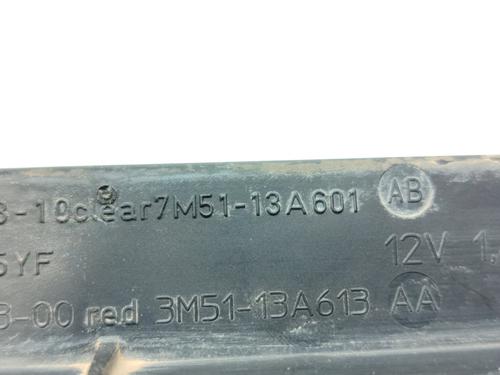 3-10clear7M51-13A601 AB
5YF 12V 1.
3-00 red 3M51-13A613 AA